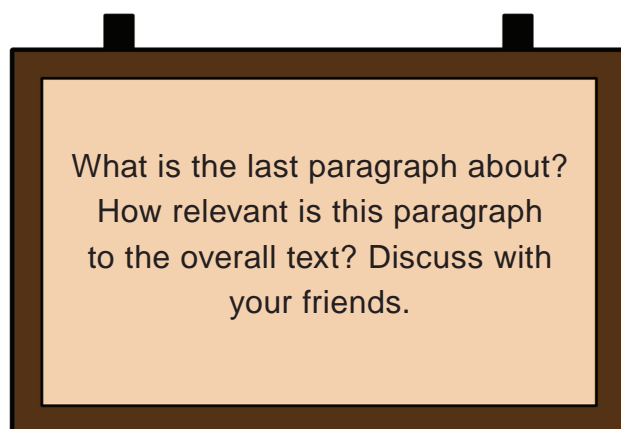 What is the last paragraph about?
How relevant is this paragraph
to the overall text? Discuss with
your friends.